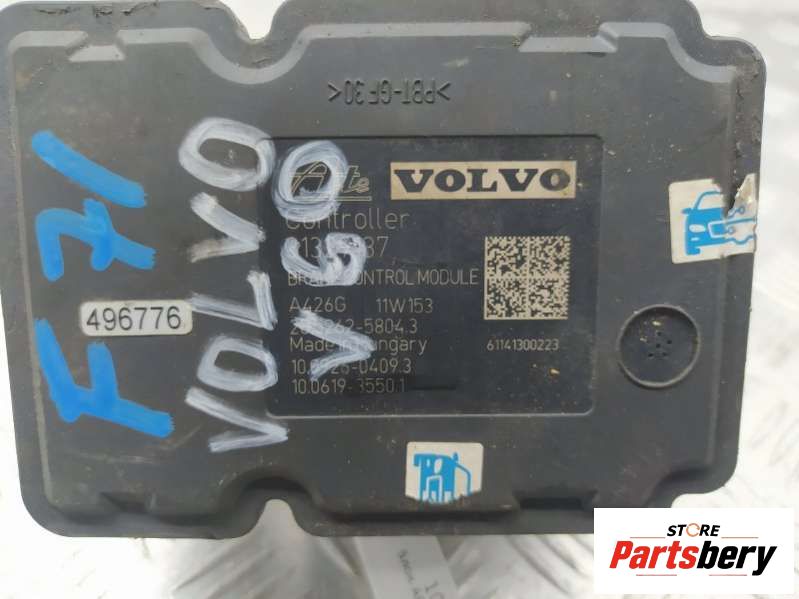 >PBT-GF30<
F 71
VOLVO
V60
496776
Ate VOLVO
Controller
BRAKE CONTROL MODULE
A426G 11W153
Made in Hungary 61141300223
10.0619-3550.1
STORE
Partsbery